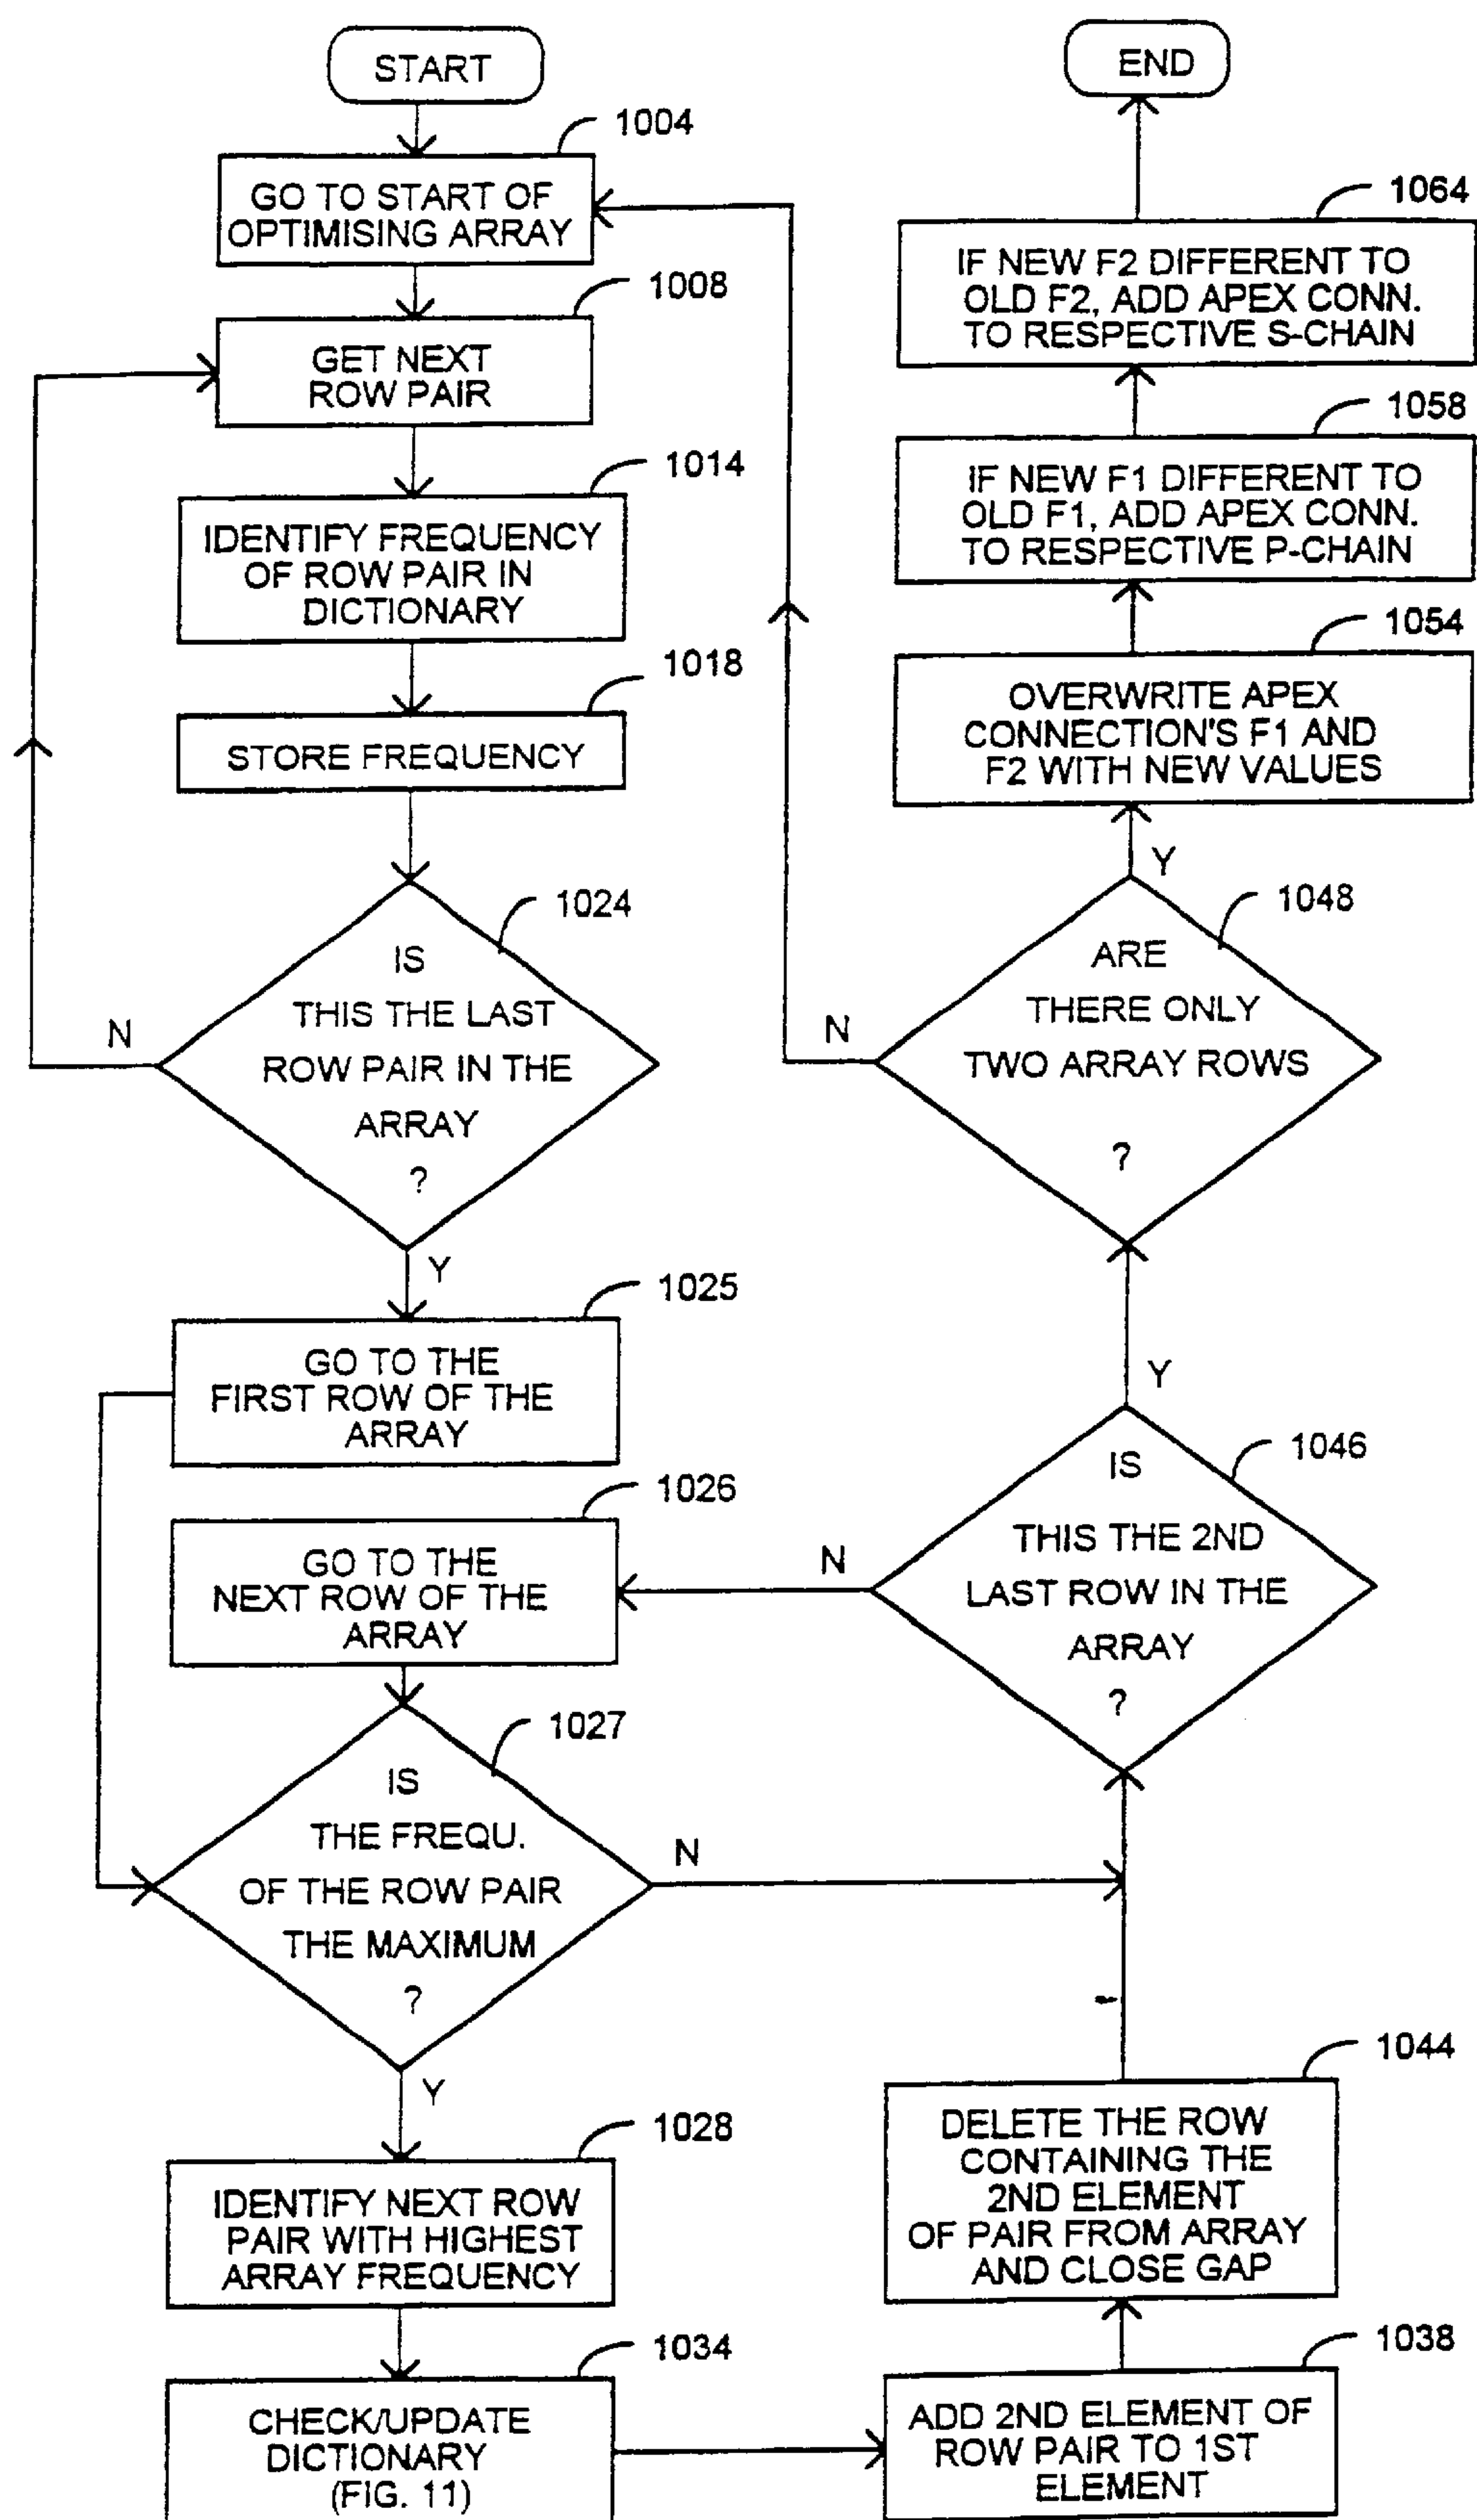 START
1004
GO TO START OF
OPTIMISING ARRAY
1008
GET NEXT
ROW PAIR
1014
IDENTIFY FREQUENCY
OF ROW PAIR IN
DICTIONARY
1018
STORE FREQUENCY
1024
IS
THIS THE LAST
ROW PAIR IN THE
ARRAY
?
N
Y
1025
GO TO THE
FIRST ROW OF THE
ARRAY
1026
GO TO THE
NEXT ROW OF THE
ARRAY
1027
IS
THE FREQU.
OF THE ROW PAIR
THE MAXIMUM
?
N
Y
1028
IDENTIFY NEXT ROW
PAIR WITH HIGHEST
ARRAY FREQUENCY
1034
CHECK/UPDATE
DICTIONARY
(FIG. 11)
1038
ADD 2ND ELEMENT OF
ROW PAIR TO 1ST
ELEMENT
1044
DELETE THE ROW
CONTAINING THE
2ND ELEMENT
OF PAIR FROM ARRAY
AND CLOSE GAP
1046
IS
THIS THE 2ND
LAST ROW IN THE
ARRAY
?
N
Y
1048
ARE
THERE ONLY
TWO ARRAY ROWS
?
N
Y
1054
OVERWRITE APEX
CONNECTION'S F1 AND
F2 WITH NEW VALUES
1058
IF NEW F1 DIFFERENT TO
OLD F1, ADD APEX CONN.
TO RESPECTIVE P-CHAIN
1064
IF NEW F2 DIFFERENT TO
OLD F2, ADD APEX CONN.
TO RESPECTIVE S-CHAIN
END